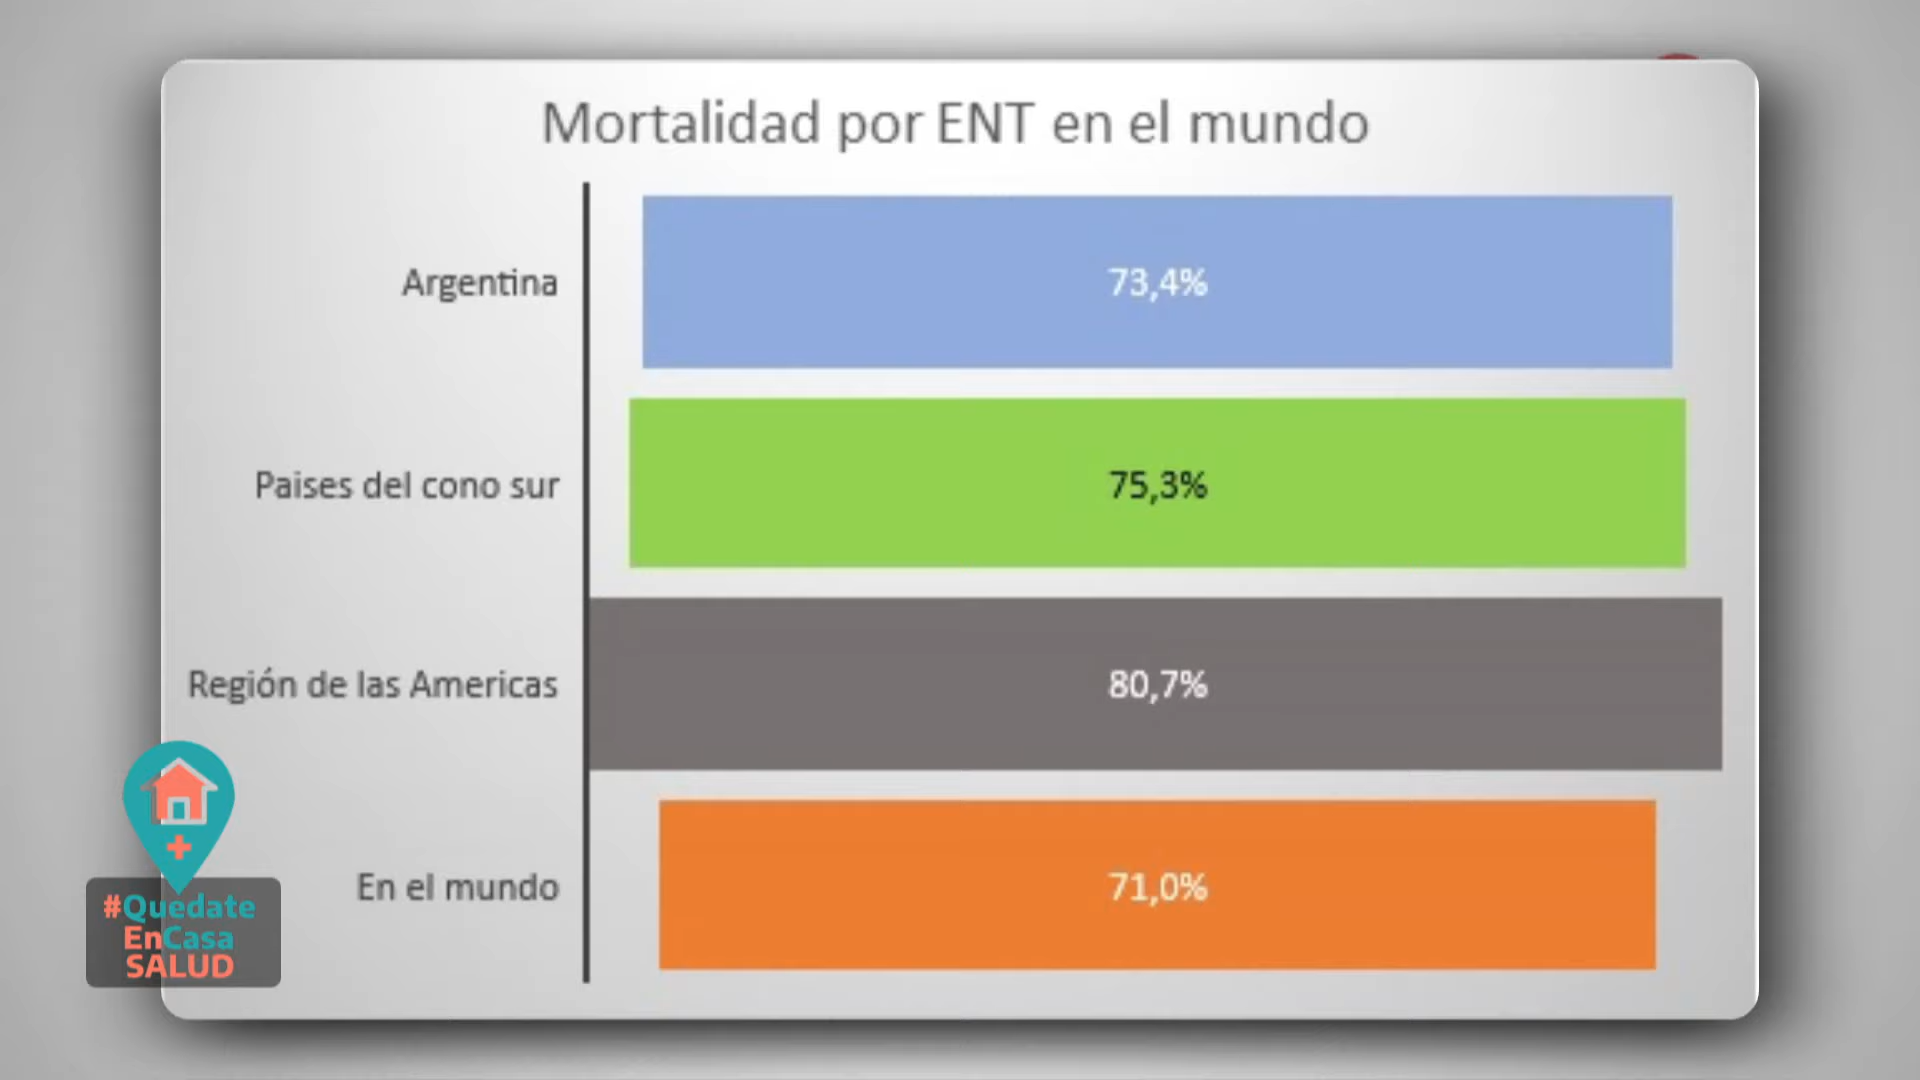 Mortalidad por ENT en el mundo
Argentina
73,4%
Paises del cono sur
75,3%
Región de las Americas
80,7%
En el mundo
71,0%
#Quedate
EnCasa
SALUD